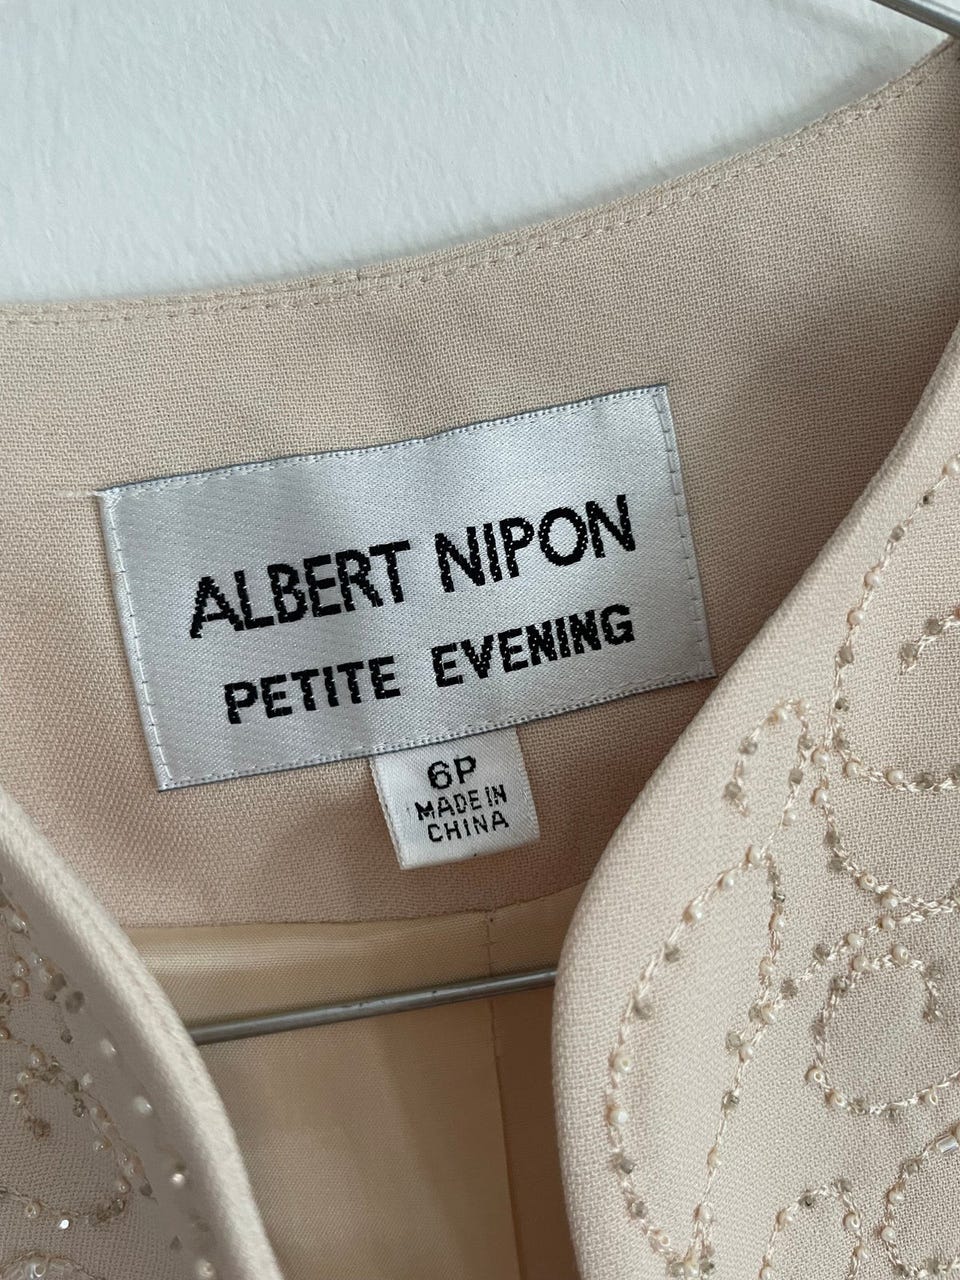 ALBERT NIPON
PETITE EVENING
6P
MADE IN
CHINA